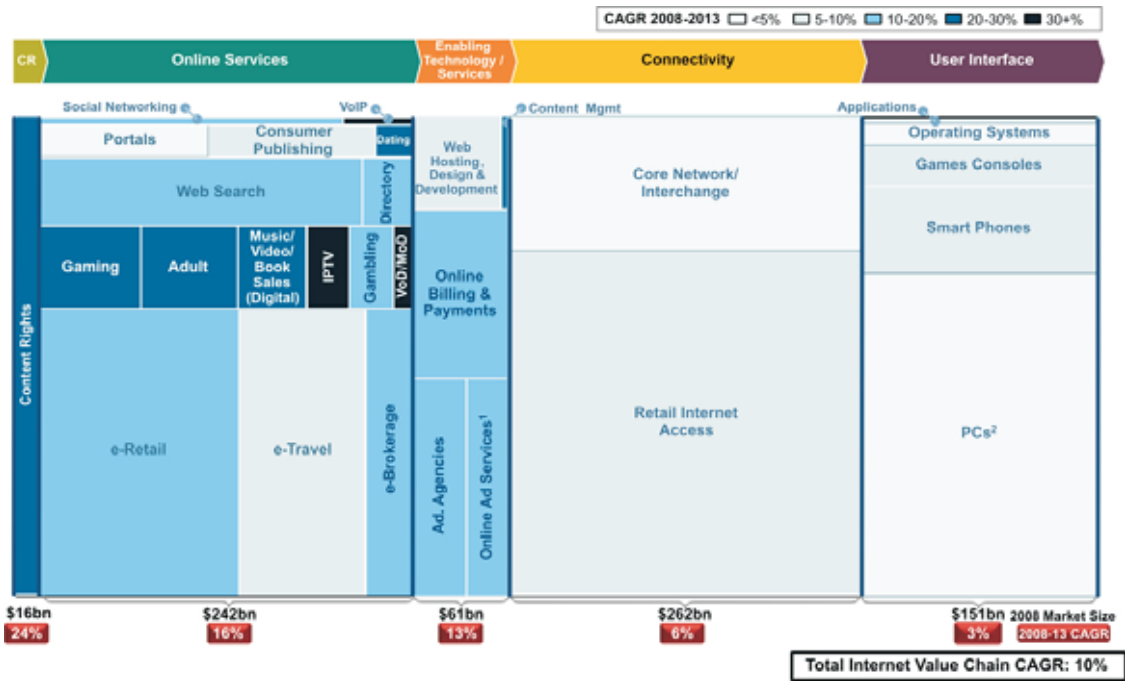 CAGR 2008-2013 <5% 5-10% 10-20% 20-30% 30+%
CR
Online Services
Enabling
Technology /
Services
Connectivity
User Interface
Social Networking
VoIP
Content Mgmt
Applications
Portals
Consumer
Publishing
Dating
Web
Hosting,
Design &
Development
Core Network/
Interchange
Operating Systems
Games Consoles
Web Search
Directory
Smart Phones
Gaming
Adult
Music/
Video/
Book
Sales
(Digital)
IPTV
Gambling
VoD/MoD
Online
Billing &
Payments
Content Rights
e-Retail
e-Travel
e-Brokerage
Ad. Agencies
Online Ad Services¹
Retail Internet
Access
PCs²
$16bn
24%
$242bn
16%
$61bn
13%
$262bn
6%
$151bn 2008 Market Size
3% 2008-13 CAGR
Total Internet Value Chain CAGR: 10%